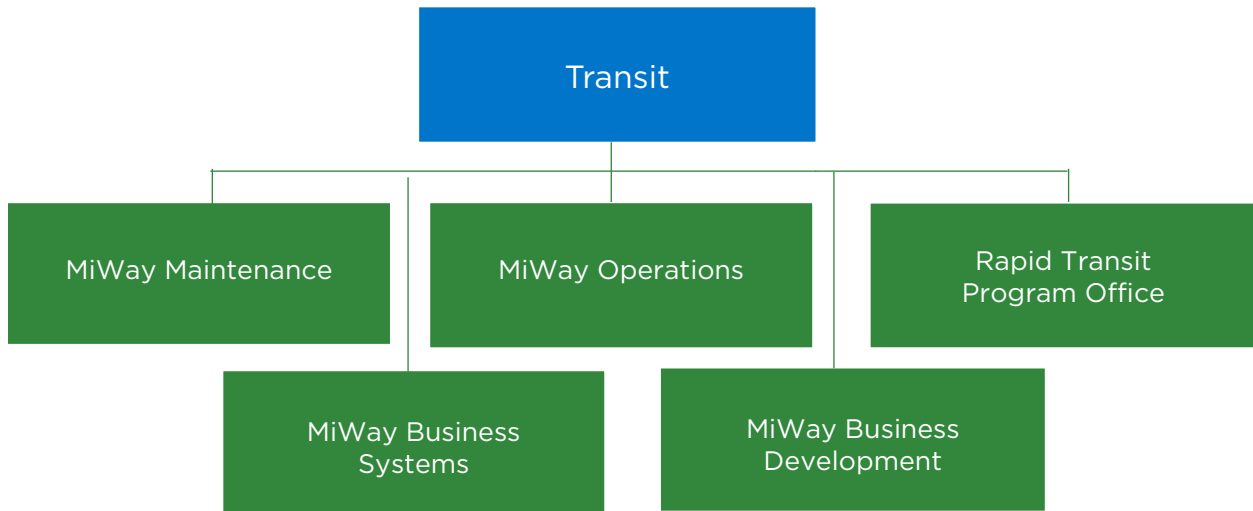 Transit
MiWay Maintenance
MiWay Operations
Rapid Transit
Program Office
MiWay Business
Systems
MiWay Business
Development